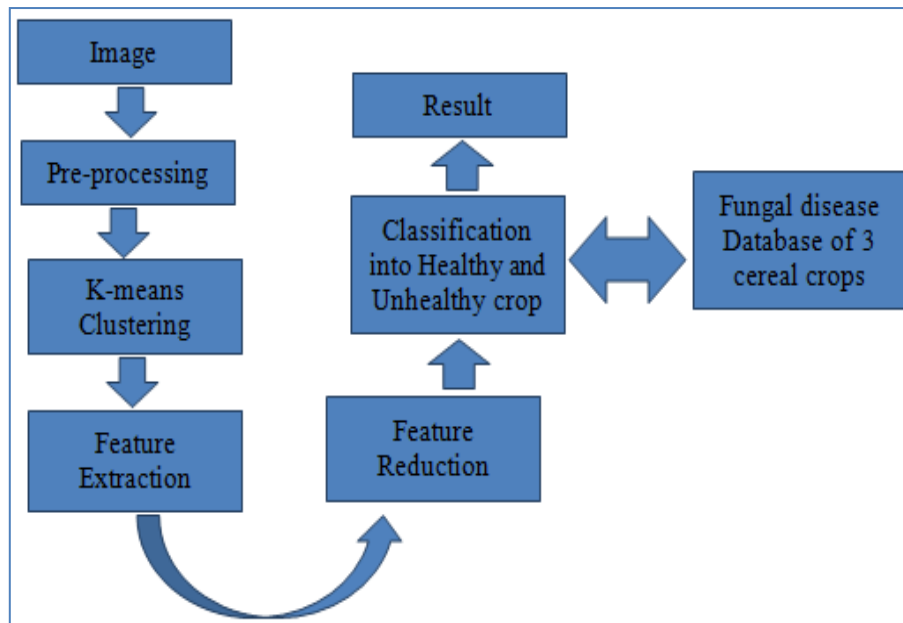 Image
Pre-processing
K-means
Clustering
Feature
Extraction
Feature
Reduction
Classification
into Healthy and
Unhealthy crop
Result
Fungal disease
Database of 3
cereal crops